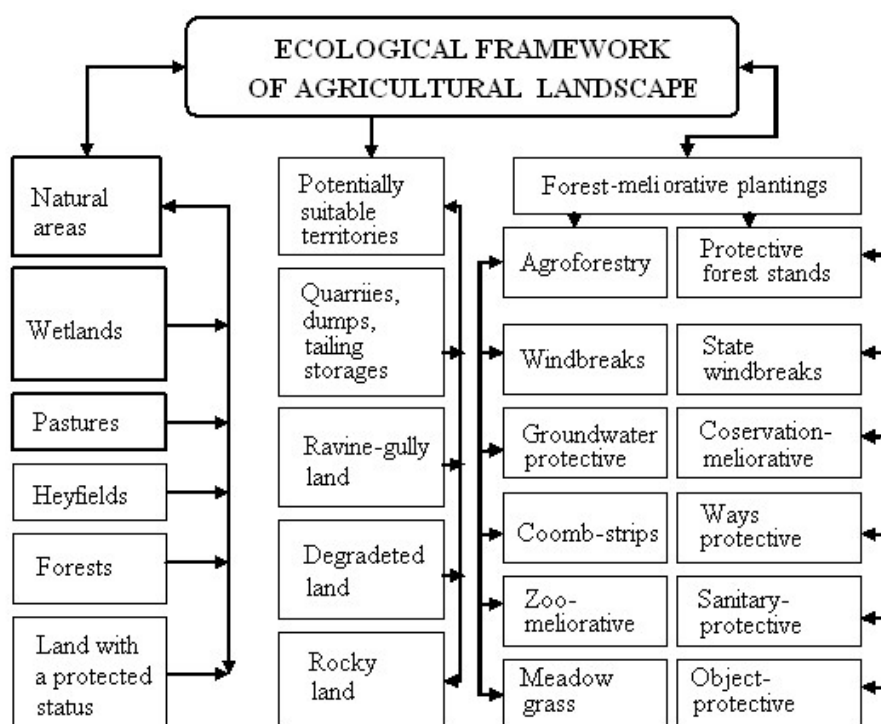 ECOLOGICAL FRAMEWORK
OF AGRICULTURAL LANDSCAPE
Natural
areas
Wetlands
Pastures
Heyfields
Forests
Land with
a protected
status
Potentially
suitable
territories
Quarriies,
dumps,
tailing
storages
Ravine-gully
land
Degradeted
land
Rocky
land
Forest-meliorative plantings
Agroforestry
Windbreaks
Groundwater
protective
Coomb-strips
Zoo-
meliorative
Meadow
grass
Protective
forest stands
State
windbreaks
Coservation-
meliorative
Ways
protective
Sanitary-
protective
Object-
protective